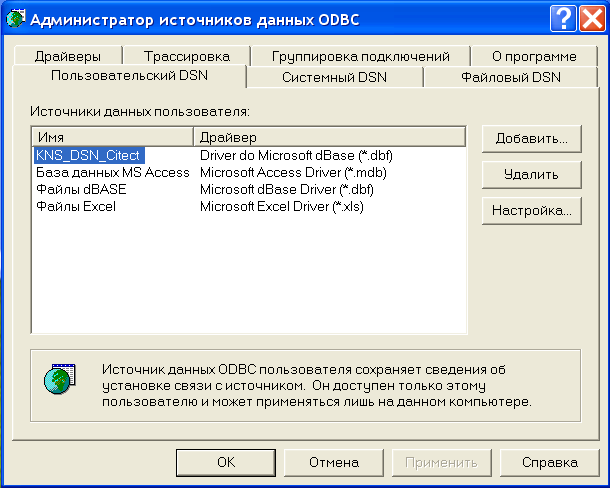 Администратор источников данных ODBC
Драйверы Трассировка Группировка подключений О программе
Пользовательский DSN Системный DSN Файловый DSN
Источники данных пользователя:
Имя Драйвер
KNS_DSN_Citect Driver do Microsoft dBase (*.dbf)
База данных MS Access Microsoft Access Driver (*.mdb)
Файлы dBASE Microsoft dBase Driver (*.dbf)
Файлы Excel Microsoft Excel Driver (*.xls)
Добавить...
Удалить
Настройка...
Источник данных ODBC пользователя сохраняет сведения об
установке связи с источником. Он доступен только этому
пользователю и может применяться лишь на данном компьютере.
OK Отмена Применить Справка